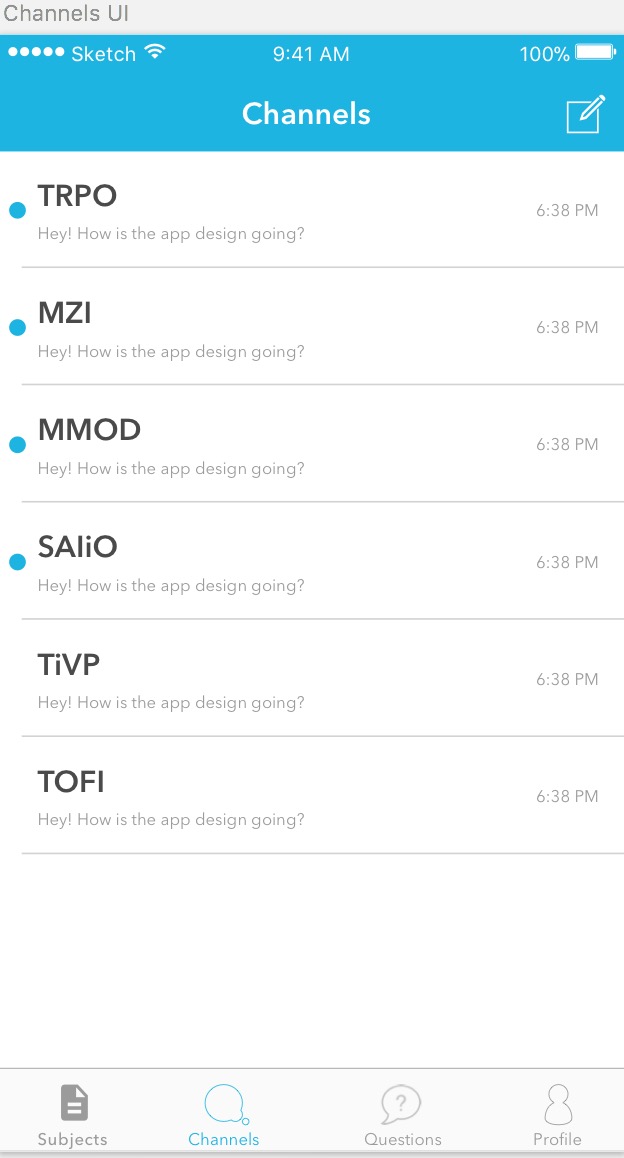 Channels UI
Sketch 9:41 AM 100%
Channels
TRPO
6:38 PM
Hey! How is the app design going?
MZI
6:38 PM
Hey! How is the app design going?
MMOD
6:38 PM
Hey! How is the app design going?
SAIiO
6:38 PM
Hey! How is the app design going?
TiVP
6:38 PM
Hey! How is the app design going?
TOFI
6:38 PM
Hey! How is the app design going?
?
Subjects Channels Questions Profile